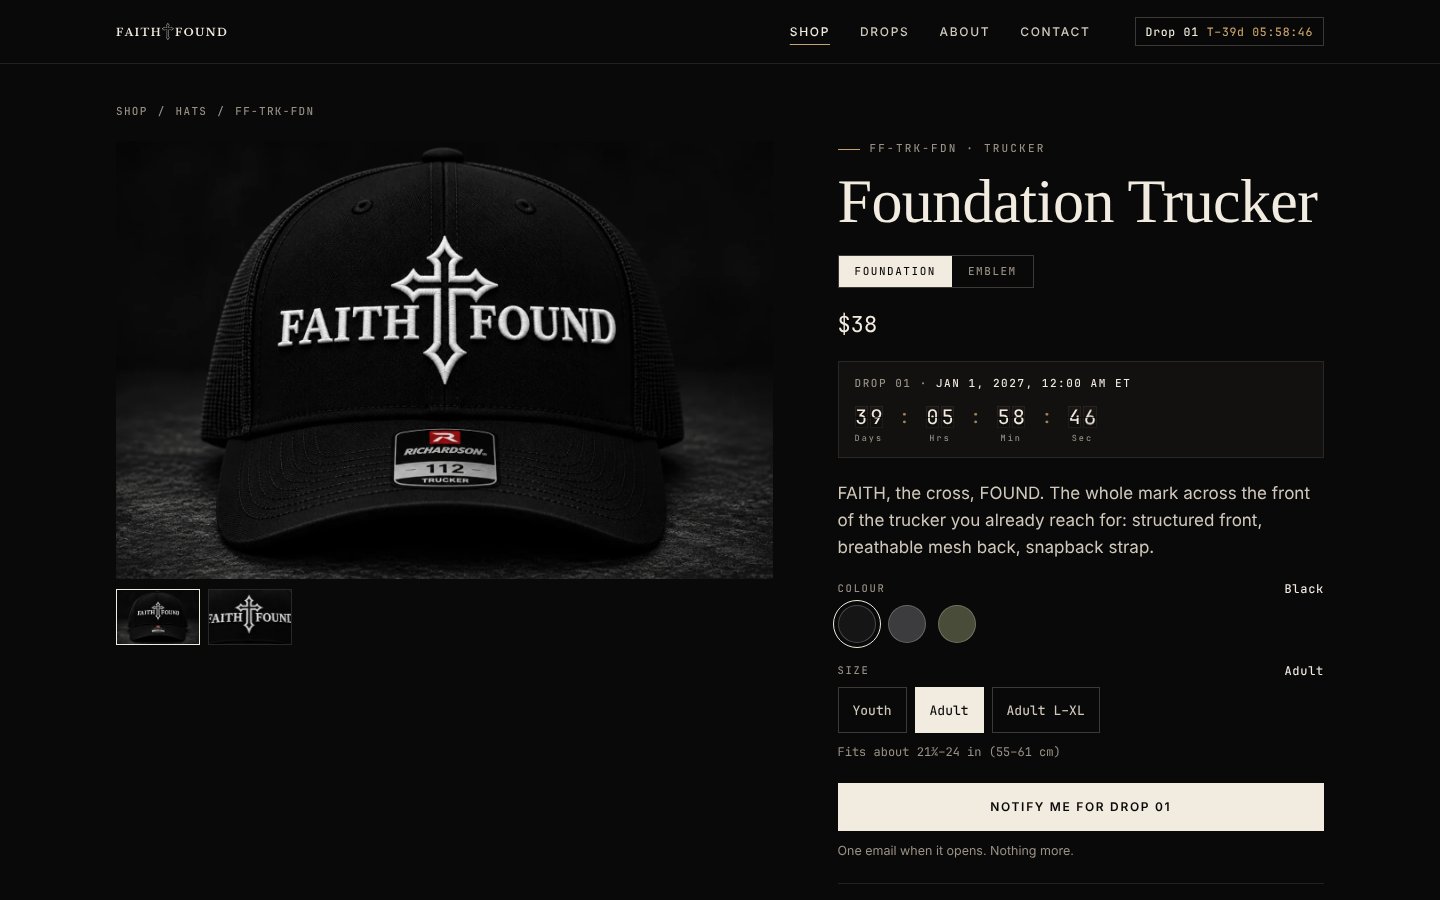 FAITH FOUND
SHOP DROPS ABOUT CONTACT
Drop 01 T-39d 05:58:46
SHOP / HATS / FF-TRK-FDN
FAITH FOUND
RICHARDSON
112
TRUCKER
FAITH FOUND
FAITH FOUND
FF-TRK-FDN · TRUCKER
Foundation Trucker
FOUNDATION EMBLEM
$38
DROP 01 · JAN 1, 2027, 12:00 AM ET
39 : 05 : 58 : 46
Days Hrs Min Sec
FAITH, the cross, FOUND. The whole mark across the front
of the trucker you already reach for: structured front,
breathable mesh back, snapback strap.
COLOUR Black
SIZE Adult
Youth Adult Adult L–XL
Fits about 21⅝–24 in (55–61 cm)
NOTIFY ME FOR DROP 01
One email when it opens. Nothing more.